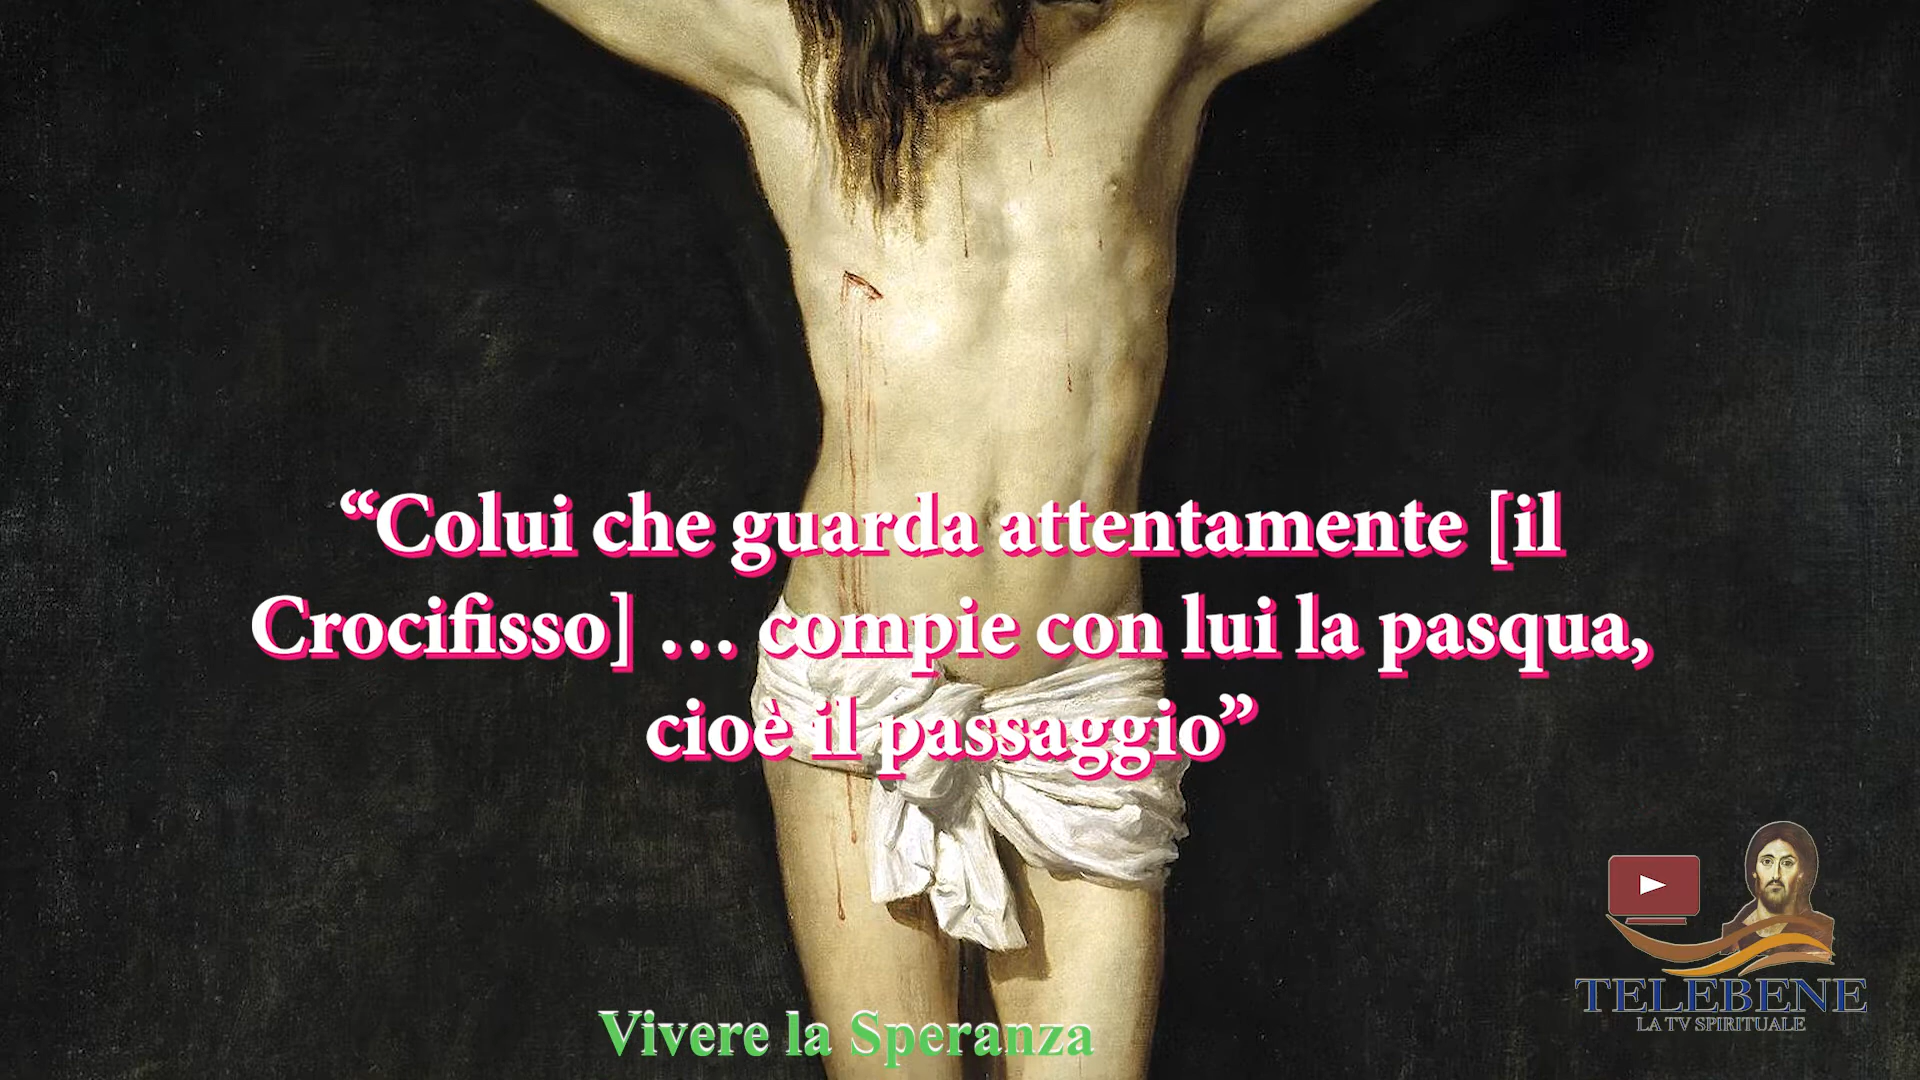 “Colui che guarda attentamente [il
Crocifisso] … compie con lui la pasqua,
cioè il passaggio”
TELEBENE
LA TV SPIRITUALE
Vivere la Speranza